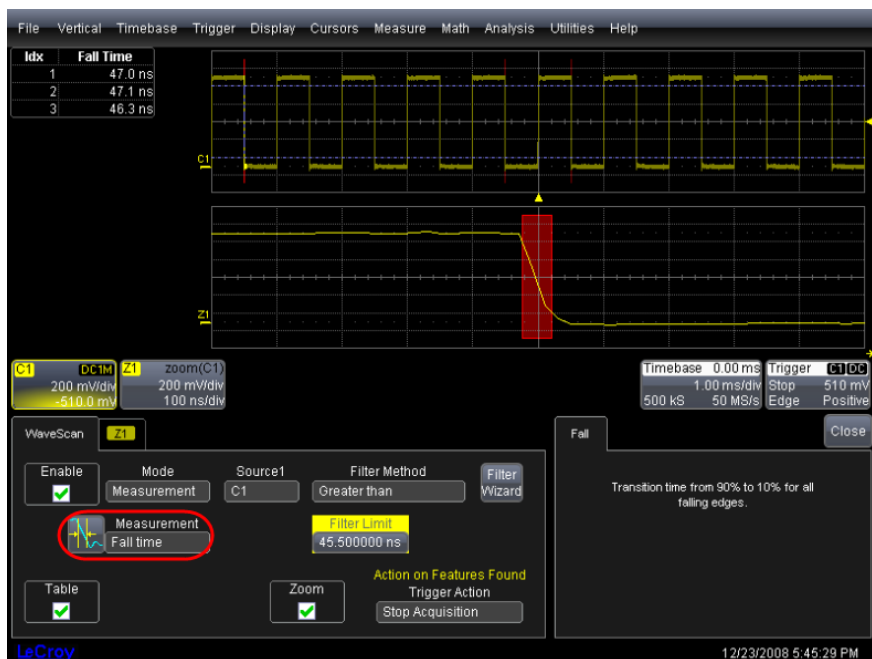 File Vertical Timebase Trigger Display Cursors Measure Math Analysis Utilities Help
Idx Fall Time
1 47.0 ns
2 47.1 ns
3 46.3 ns
C1
Z1
C1 DC1M Z1 zoom(C1) Timebase 0.00 ms Trigger C1 DC
200 mV/div 200 mV/div 1.00 ms/div Stop 510 mV
-510.0 mV 100 ns/div 500 kS 50 MS/s Edge Positive
WaveScan Z1 Fall Close
Enable Mode Source1 Filter Method Filter Wizard
Measurement C1 Greater than
Transition time from 90% to 10% for all
falling edges.
Measurement Filter Limit
Fall time 45.500000 ns
Action on Features Found
Table Zoom Trigger Action
Stop Acquisition
LeCroy 12/23/2008 5:45:29 PM